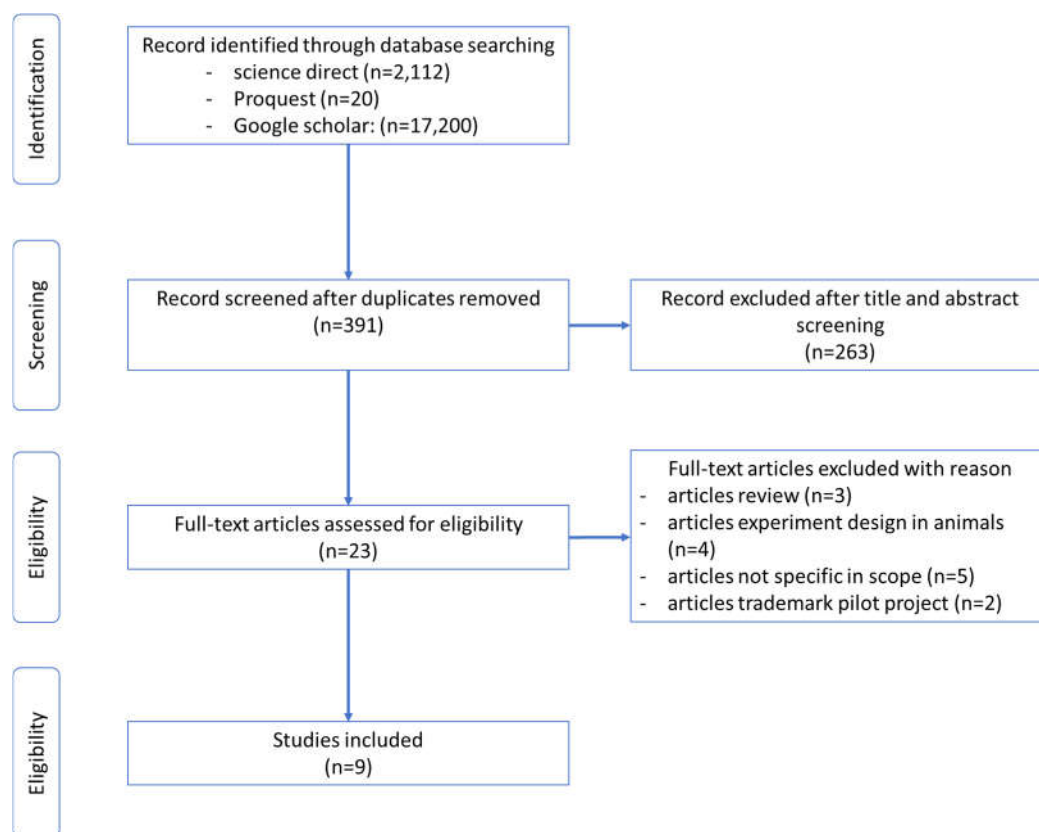 Identification
Record identified through database searching
- science direct (n=2,112)
- Proquest (n=20)
- Google scholar: (n=17,200)
Screening
Record screened after duplicates removed
(n=391)
Record excluded after title and abstract
screening
(n=263)
Eligibility
Full-text articles assessed for eligibility
(n=23)
Full-text articles excluded with reason
- articles review (n=3)
- articles experiment design in animals
(n=4)
- articles not specific in scope (n=5)
- articles trademark pilot project (n=2)
Eligibility
Studies included
(n=9)